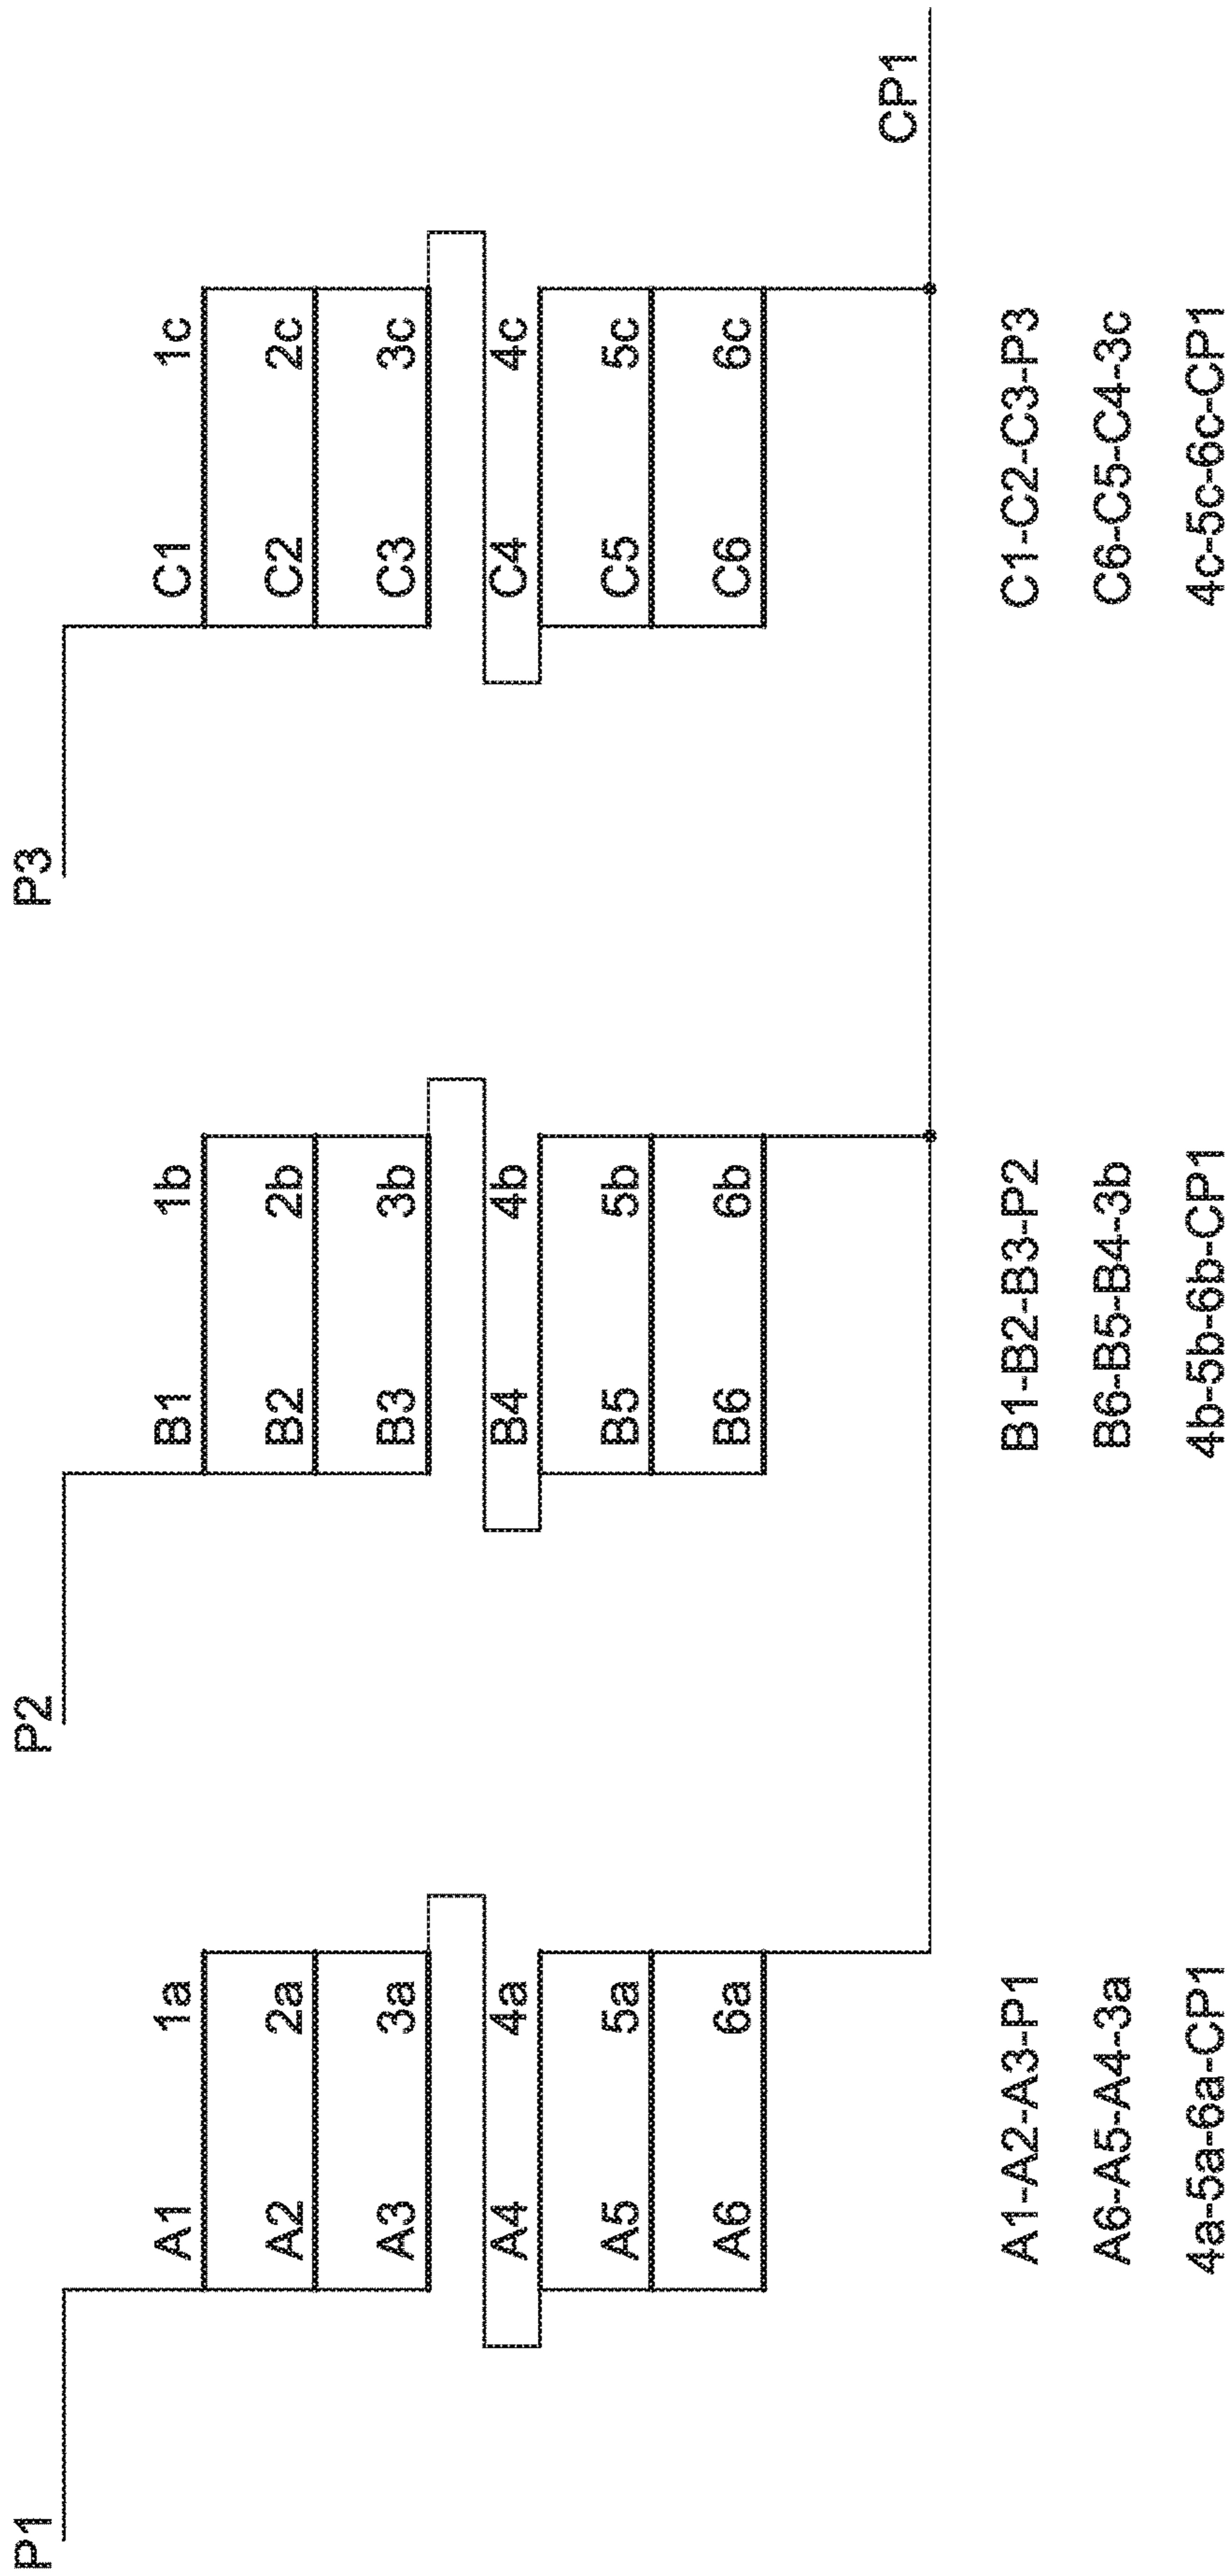 P1 P2 P3
A1 1a B1 1b C1 1c
A2 2a B2 2b C2 2c
A3 3a B3 3b C3 3c
A4 4a B4 4b C4 4c
A5 5a B5 5b C5 5c
A6 6a B6 6b C6 6c
CP1
A1-A2-A3-P1 B1-B2-B3-P2 C1-C2-C3-P3
A6-A5-A4-3a B6-B5-B4-3b C6-C5-C4-3c
4a-5a-6a-CP1 4b-5b-6b-CP1 4c-5c-6c-CP1